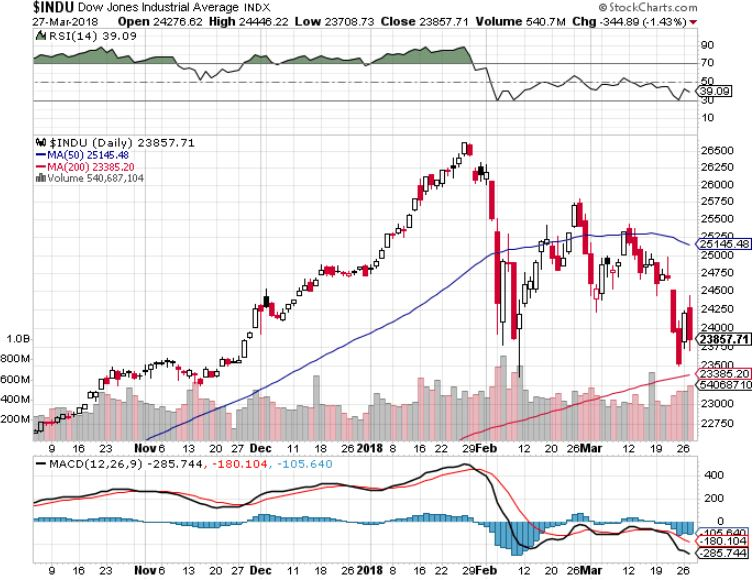 $INDU Dow Jones Industrial Average INDX © StockCharts.com
27-Mar-2018 Open 24276.62 High 24446.22 Low 23708.73 Close 23857.71 Volume 540.7M Chg -344.89 (-1.43%)
RSI(14) 39.09
90
70
50
39.09
30
10
$INDU (Daily) 23857.71
MA(50) 25145.48
MA(200) 23385.20
Volume 540,687,104
26500
26250
26000
25750
25500
25250
25145.48
25000
24750
24500
24250
24000
23857.71
23750
23500
23385.20
54068710
23000
22750
1.0B
800M
600M
400M
200M
9 16 23 Nov 6 13 20 Dec 11 18 26 2018 8 16 22 29 Feb 12 20 26 Mar 12 19 26
MACD(12,26,9) -285.744, -180.104, -105.640
400
200
0
-105.640
-180.104
-285.744
9 16 23 Nov 6 13 20 Dec 11 18 26 2018 8 16 22 29 Feb 12 20 26 Mar 12 19 26